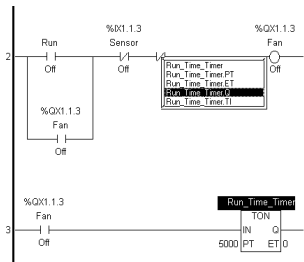 %IX1.1.3 %QX1.1.3
Run Sensor Fan
2
Off Off Off
Run_Time_Timer
Run_Time_Timer.PT
Run_Time_Timer.ET
Run_Time_Timer.Q
Run_Time_Timer.TI
%QX1.1.3
Fan
Off
%QX1.1.3 Run_Time_Timer
Fan TON
3 IN Q
Off 5000 PT ET 0